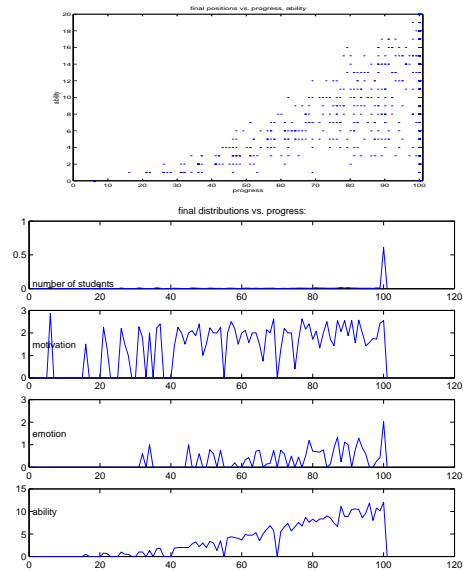 final positions vs. progress, ability
20
18
16
14
12
10
8
6
4
2
0
ability
0 10 20 30 40 50 60 70 80 90 100
progress
final distributions vs. progress:
1
0.5
0
number of students
0 20 40 60 80 100 120
3
2
1
0
motivation
0 20 40 60 80 100 120
3
2
1
0
emotion
0 20 40 60 80 100 120
15
10
5
0
ability
0 20 40 60 80 100 120